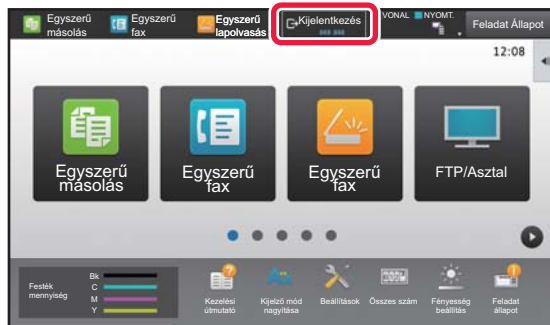 Egyszerű
másolás
Egyszerű
fax
Egyszerű
lapolvasás
Kijelentkezés
VONAL
NYOMT.
Feladat Állapot
12:08
Egyszerű
másolás
Egyszerű
fax
Egyszerű
fax
FTP/Asztal
Festék
mennyiség
Bk
C
M
Y
Kezelési
útmutató
Kijelző mód
nagyítása
Beállítások
Összes szám
Fényesség
beállítás
Feladat
állapot